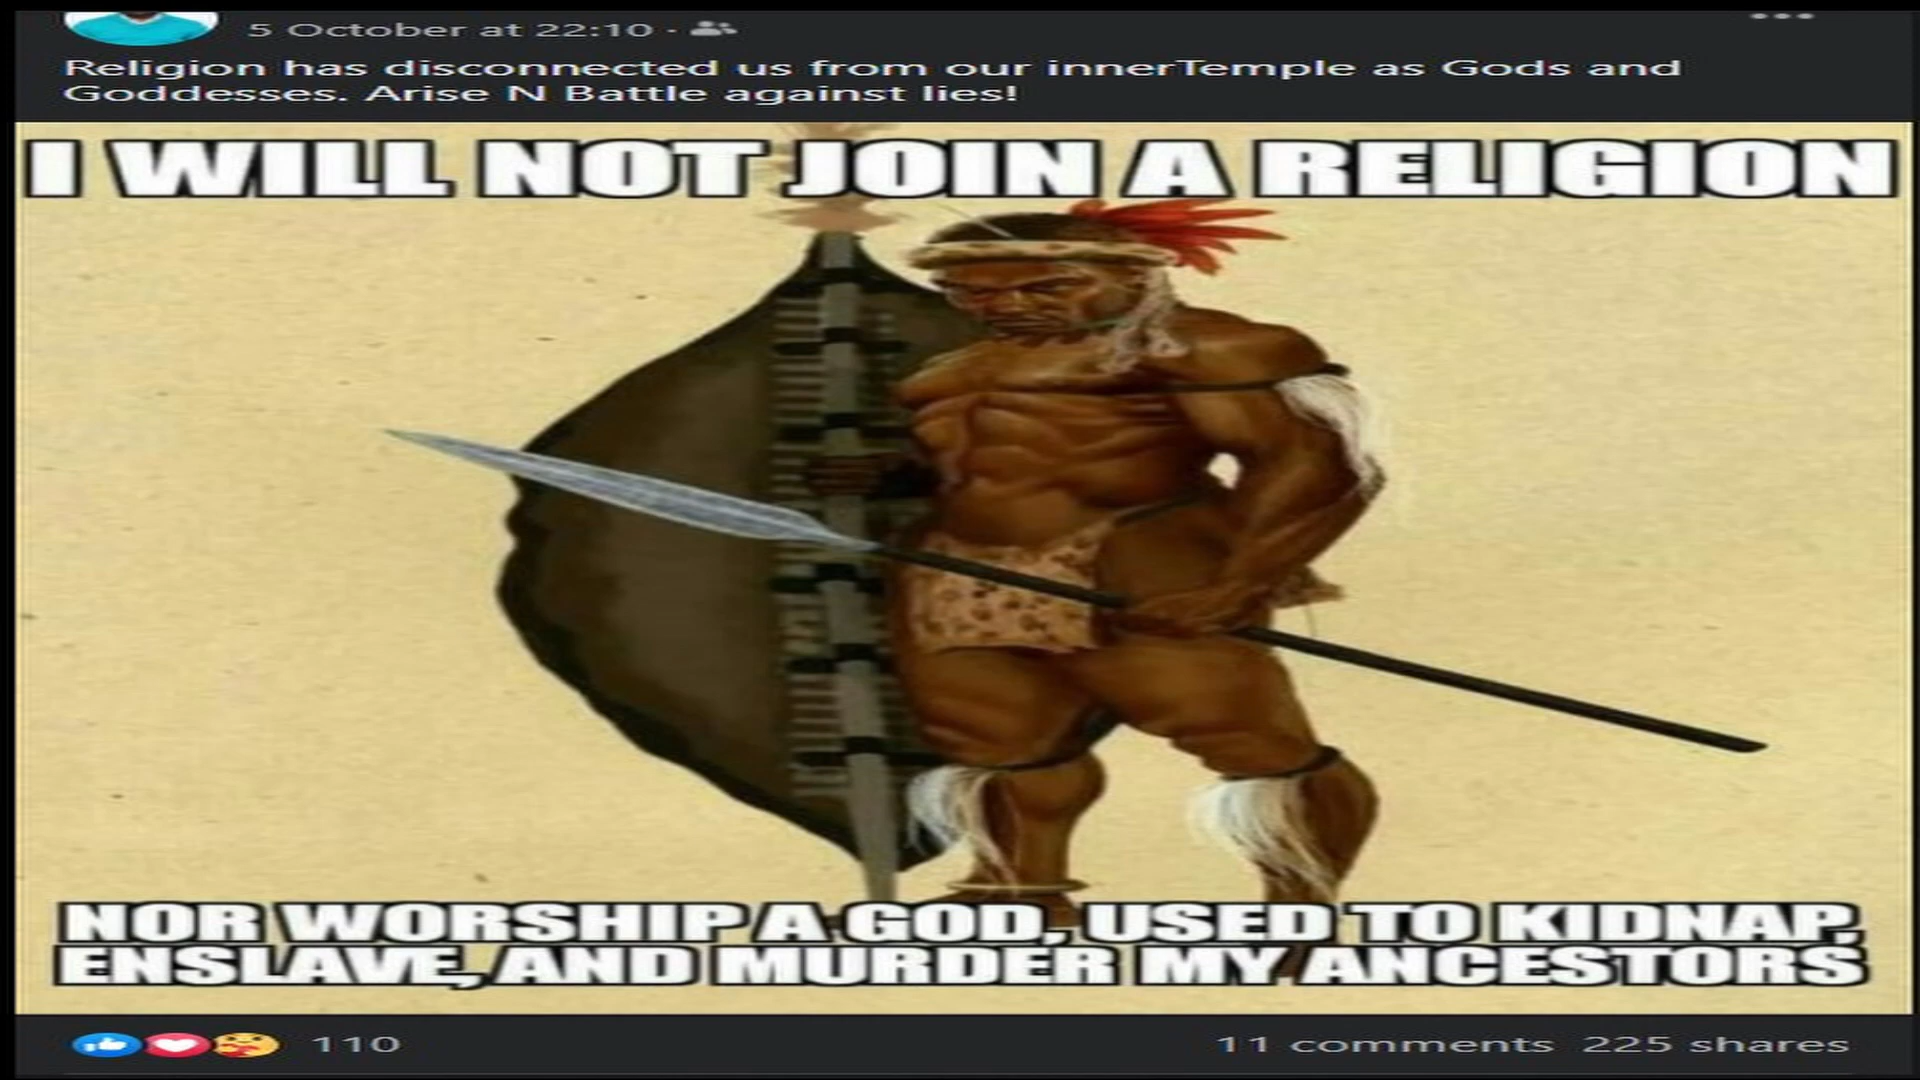 5 October at 22:10 ·
Religion has disconnected us from our innerTemple as Gods and
Goddesses. Arise N Battle against lies!
I WILL NOT JOIN A RELIGION
NOR WORSHIP A GOD, USED TO KIDNAP,
ENSLAVE, AND MURDER MY ANCESTORS
110
11 comments 225 shares